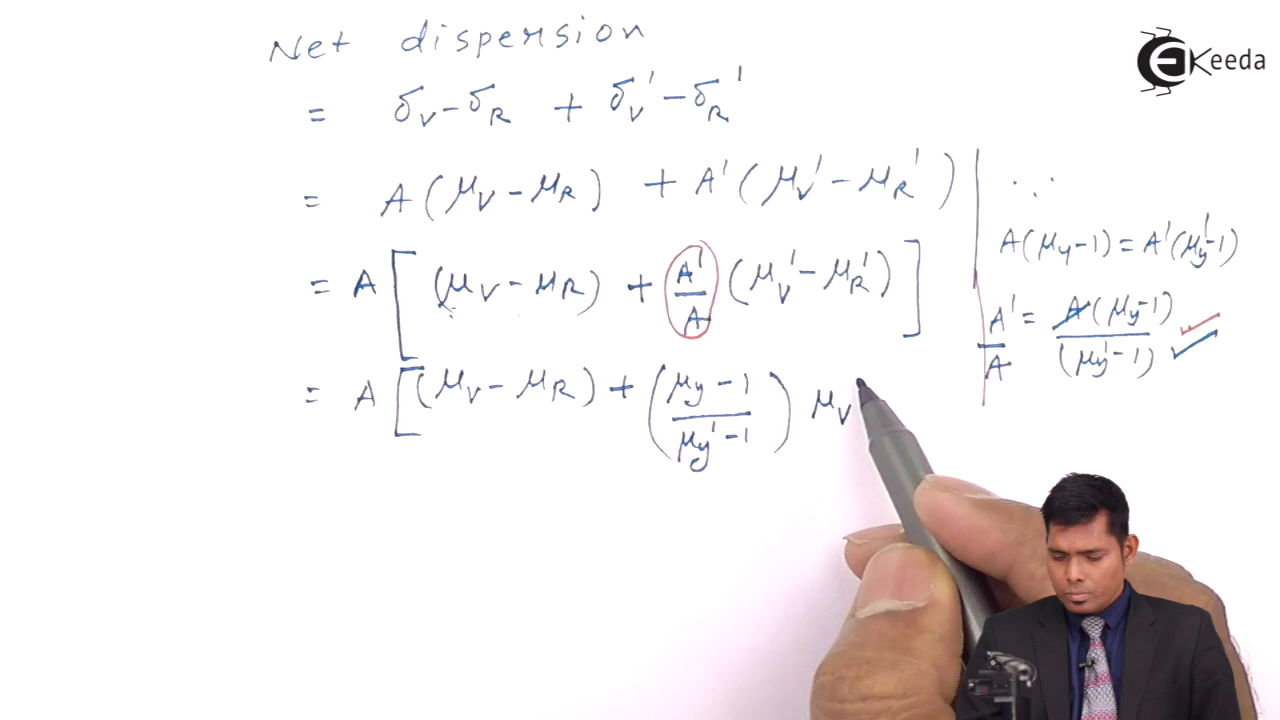 Net dispersion
= δV - δR + δV' - δR'
= A(μV - μR) + A'(μV' - μR')
∵
A(μy-1) = A'(μy'-1)
= A[(μV - μR) + A'/A (μV' - μR')]
A'/A = A(μy-1)/(μy'-1)
= A[(μV - μR) + (μy-1/μy'-1) μV
EKeeda